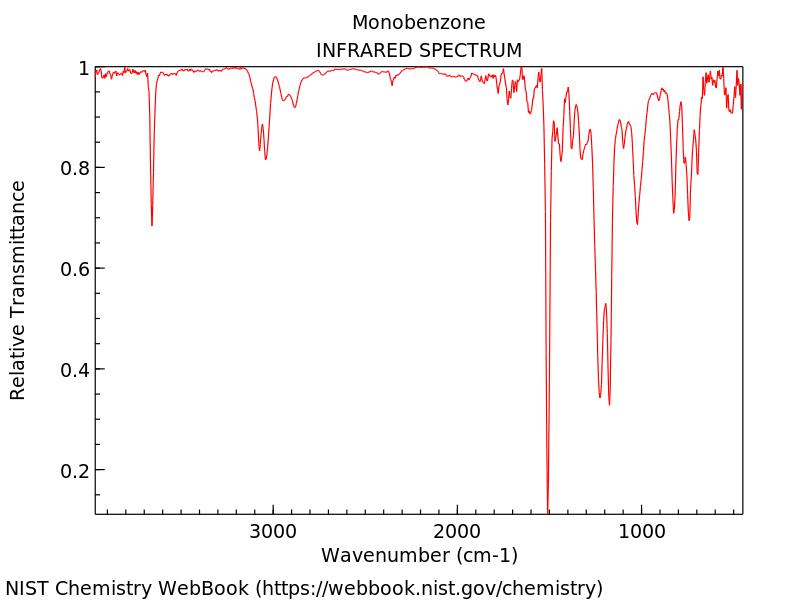 Monobenzone
INFRARED SPECTRUM
1
0.8
0.6
0.4
0.2
Relative Transmittance
3000 2000 1000
Wavenumber (cm-1)
NIST Chemistry WebBook (https://webbook.nist.gov/chemistry)